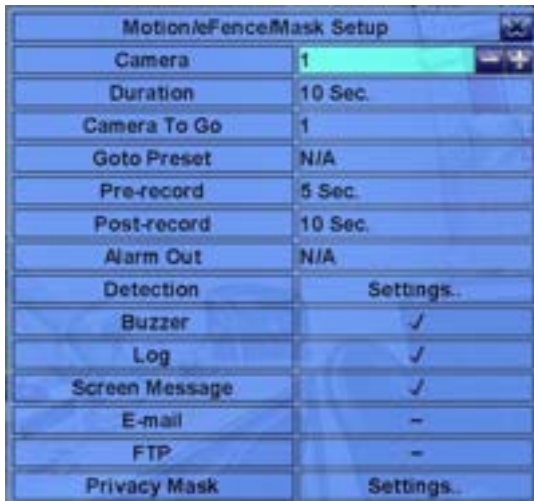 Motion/eFence/Mask Setup
Camera 1
Duration 10 Sec.
Camera To Go 1
Goto Preset N/A
Pre-record 5 Sec.
Post-record 10 Sec.
Alarm Out N/A
Detection Settings..
Buzzer ✓
Log ✓
Screen Message ✓
E-mail –
FTP –
Privacy Mask Settings..